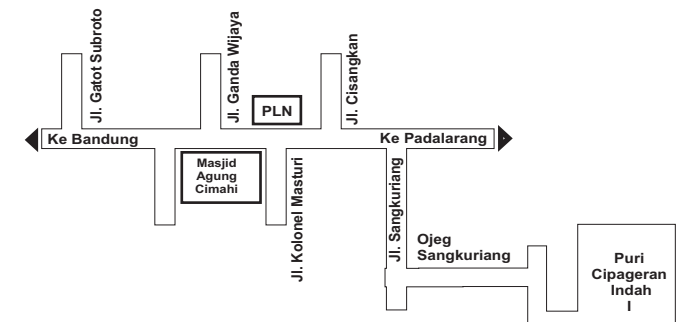 Jl. Gatot Subroto
Jl. Ganda Wijaya
PLN
Jl. Cisangkan
Ke Bandung
Ke Padalarang
Masjid
Agung
Cimahi
Jl. Kolonel Masturi
Jl. Sangkuriang
Ojeg
Sangkuriang
Puri
Cipageran
Indah
I